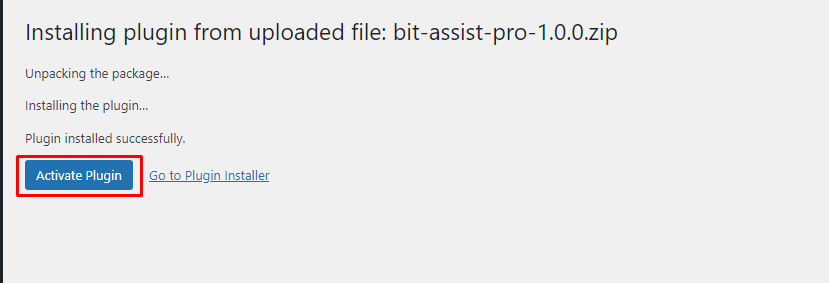 Installing plugin from uploaded file: bit-assist-pro-1.0.0.zip
Unpacking the package...
Installing the plugin...
Plugin installed successfully.
Activate Plugin Go to Plugin Installer